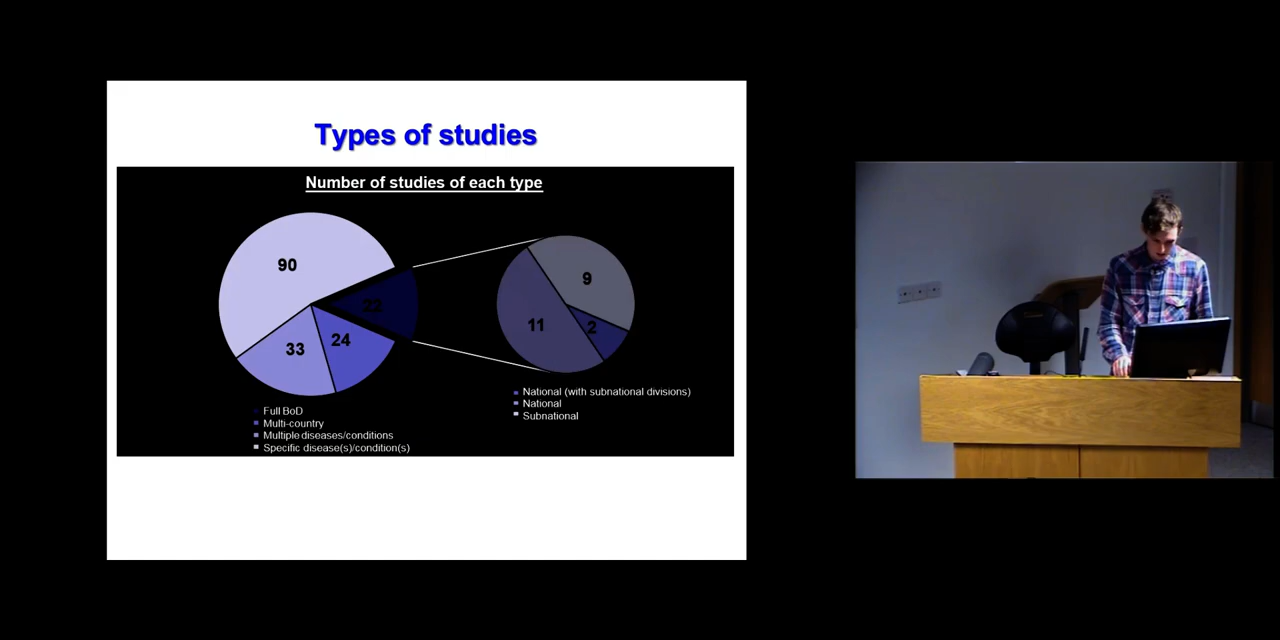 Types of studies
Number of studies of each type
90
22
24
33
9
2
11
Full BoD
Multi-country
Multiple diseases/conditions
Specific disease(s)/condition(s)
National (with subnational divisions)
National
Subnational